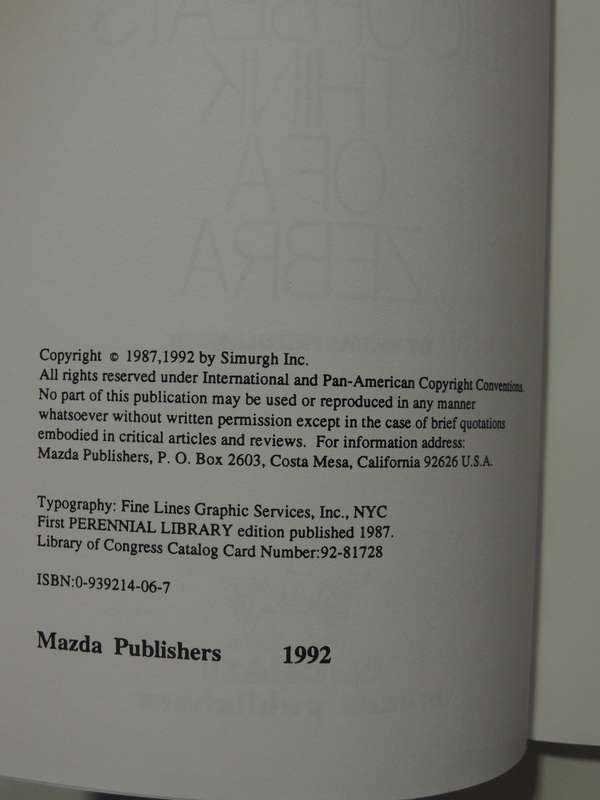 HOOFBEATS
THINK
OF A
ZEBRA
Copyright © 1987,1992 by Simurgh Inc.
All rights reserved under International and Pan-American Copyright Conventions.
No part of this publication may be used or reproduced in any manner
whatsoever without written permission except in the case of brief quotations
embodied in critical articles and reviews. For information address:
Mazda Publishers, P. O. Box 2603, Costa Mesa, California 92626 U.S.A.
Typography: Fine Lines Graphic Services, Inc., NYC
First PERENNIAL LIBRARY edition published 1987.
Library of Congress Catalog Card Number:92-81728
ISBN:0-939214-06-7
Mazda Publishers 1992